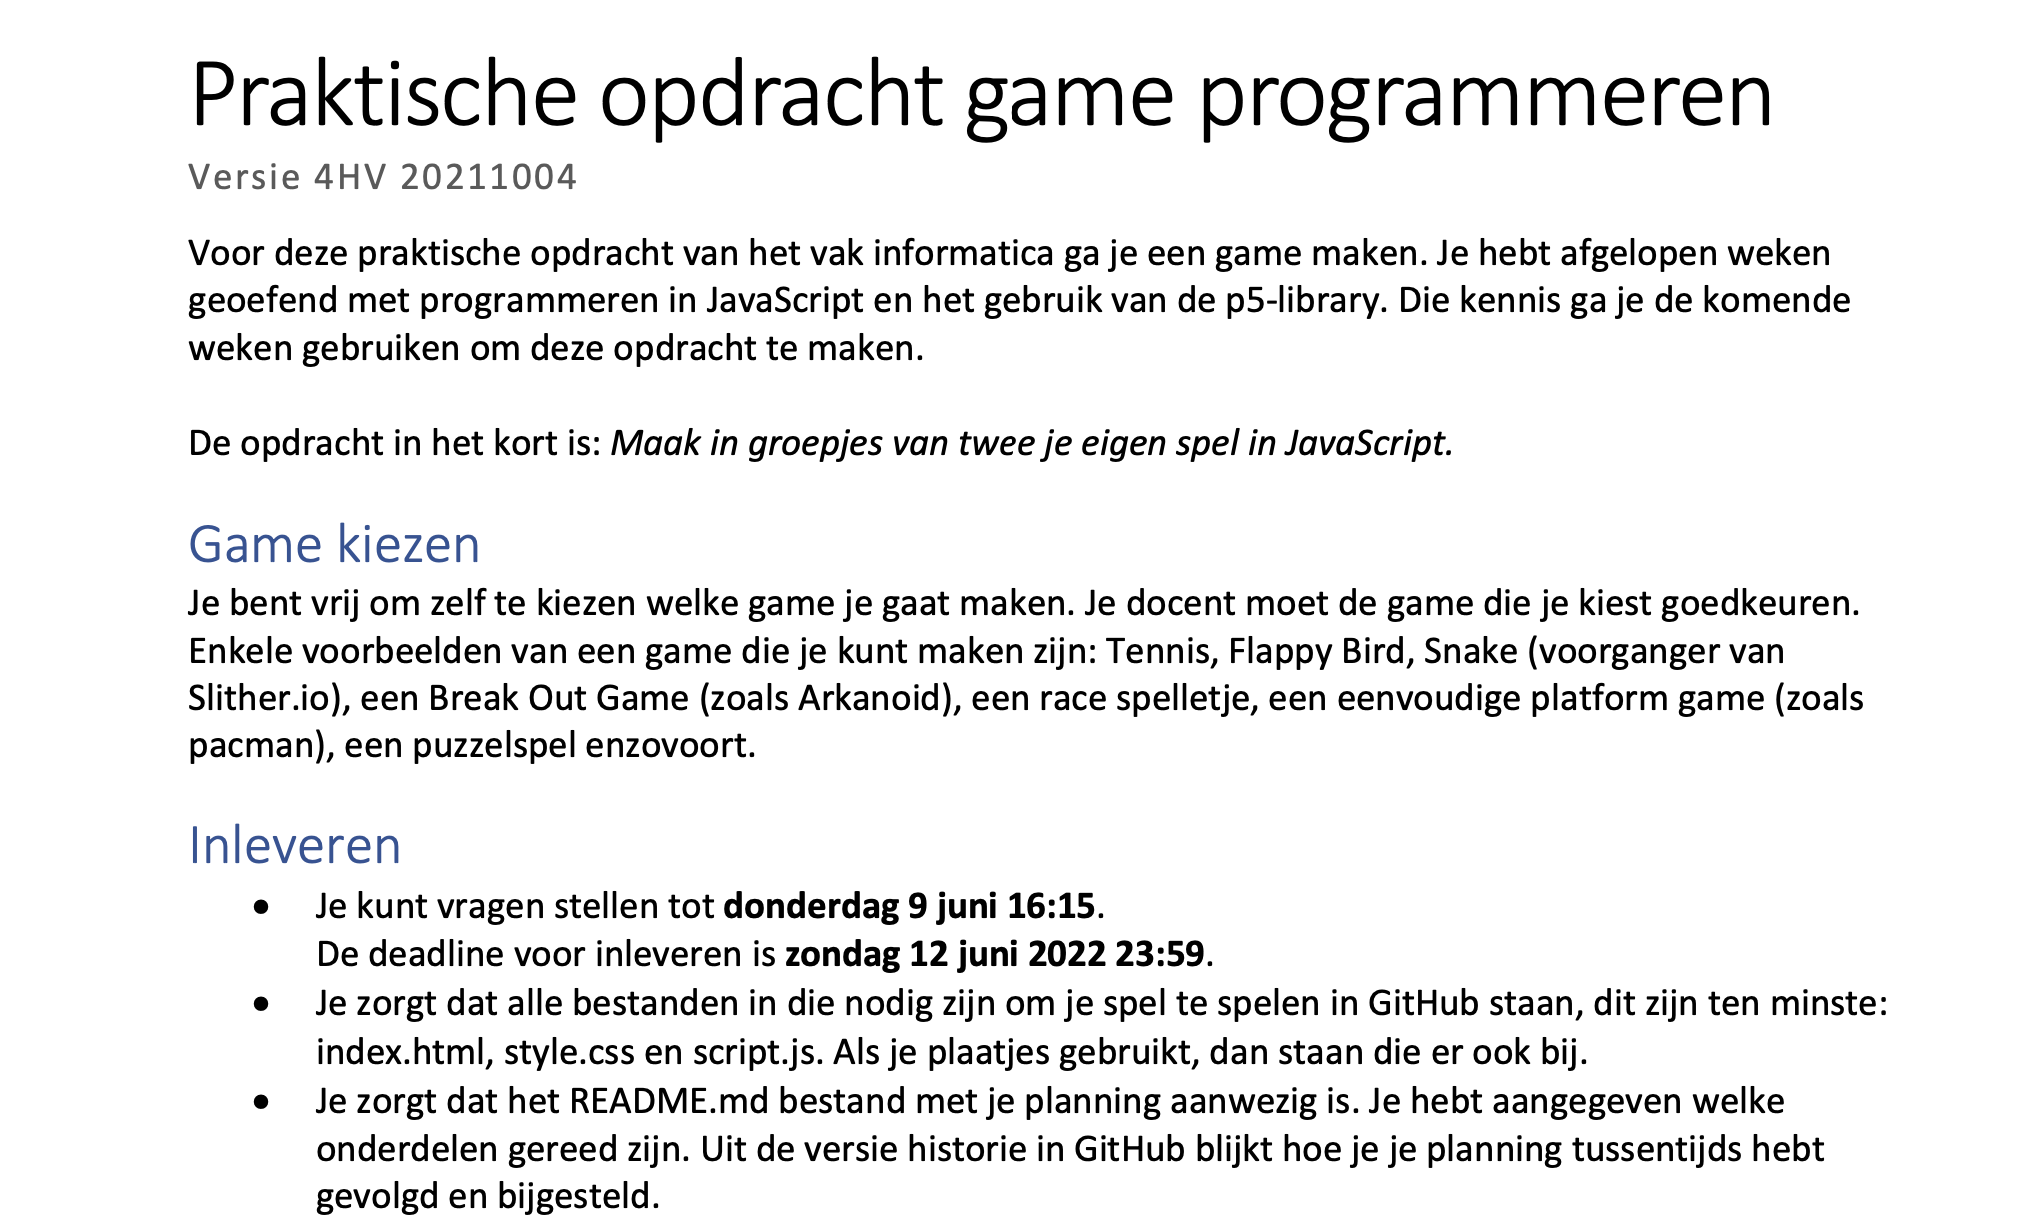 Praktische opdracht game programmeren
Versie 4HV 20211004
Voor deze praktische opdracht van het vak informatica ga je een game maken. Je hebt afgelopen weken
geoefend met programmeren in JavaScript en het gebruik van de p5-library. Die kennis ga je de komende
weken gebruiken om deze opdracht te maken.
De opdracht in het kort is: Maak in groepjes van twee je eigen spel in JavaScript.
Game kiezen
Je bent vrij om zelf te kiezen welke game je gaat maken. Je docent moet de game die je kiest goedkeuren.
Enkele voorbeelden van een game die je kunt maken zijn: Tennis, Flappy Bird, Snake (voorganger van
Slither.io), een Break Out Game (zoals Arkanoid), een race spelletje, een eenvoudige platform game (zoals
pacman), een puzzelspel enzovoort.
Inleveren
• Je kunt vragen stellen tot donderdag 9 juni 16:15.
De deadline voor inleveren is zondag 12 juni 2022 23:59.
• Je zorgt dat alle bestanden in die nodig zijn om je spel te spelen in GitHub staan, dit zijn ten minste:
index.html, style.css en script.js. Als je plaatjes gebruikt, dan staan die er ook bij.
• Je zorgt dat het README.md bestand met je planning aanwezig is. Je hebt aangegeven welke
onderdelen gereed zijn. Uit de versie historie in GitHub blijkt hoe je je planning tussentijds hebt
gevolgd en bijgesteld.